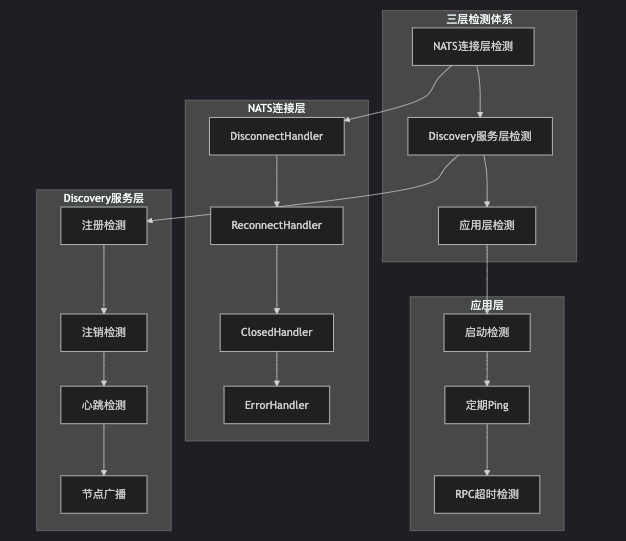 三层检测体系
NATS连接层检测
Discovery服务层检测
应用层检测
NATS连接层
DisconnectHandler
ReconnectHandler
ClosedHandler
ErrorHandler
Discovery服务层
注册检测
注销检测
心跳检测
节点广播
应用层
启动检测
定期Ping
RPC超时检测